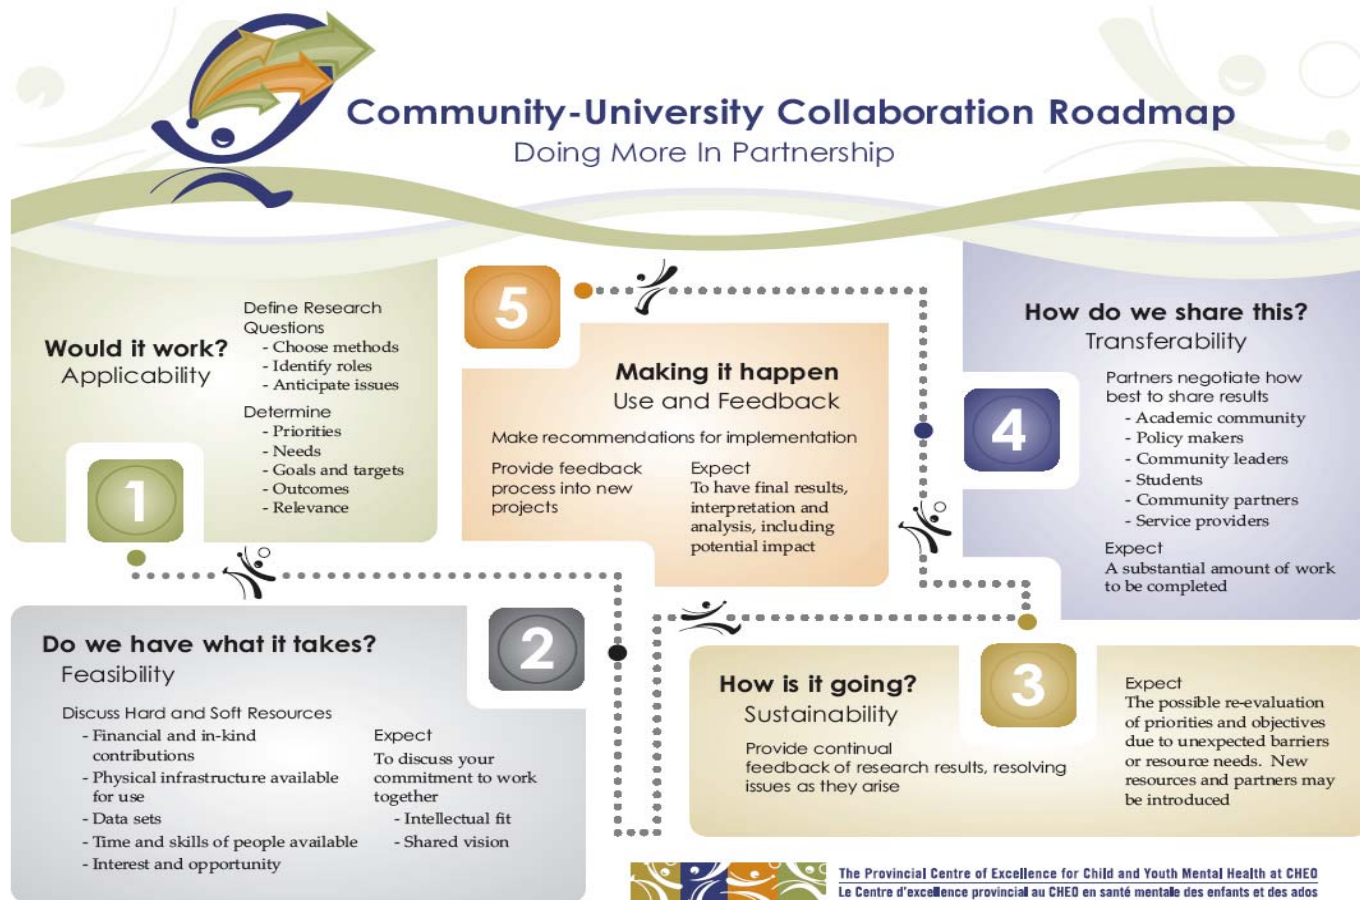 Community-University Collaboration Roadmap
Doing More In Partnership
Would it work?
Applicability
Define Research
Questions
- Choose methods
- Identify roles
- Anticipate issues
Determine
- Priorities
- Needs
- Goals and targets
- Outcomes
- Relevance
1
Do we have what it takes?
Feasibility
2
Discuss Hard and Soft Resources
- Financial and in-kind
contributions
- Physical infrastructure available
for use
- Data sets
- Time and skills of people available
- Interest and opportunity
Expect
To discuss your
commitment to work
together
- Intellectual fit
- Shared vision
How is it going?
Sustainability
3
Provide continual
feedback of research results, resolving
issues as they arise
Expect
The possible re-evaluation
of priorities and objectives
due to unexpected barriers
or resource needs. New
resources and partners may
be introduced
How do we share this?
Transferability
4
Partners negotiate how
best to share results
- Academic community
- Policy makers
- Community leaders
- Students
- Community partners
- Service providers
Expect
A substantial amount of work
to be completed
5
Making it happen
Use and Feedback
Make recommendations for implementation
Provide feedback
process into new
projects
Expect
To have final results,
interpretation and
analysis, including
potential impact
The Provincial Centre of Excellence for Child and Youth Mental Health at CHEO
Le Centre d'excellence provincial au CHEO en santé mentale des enfants et des ados